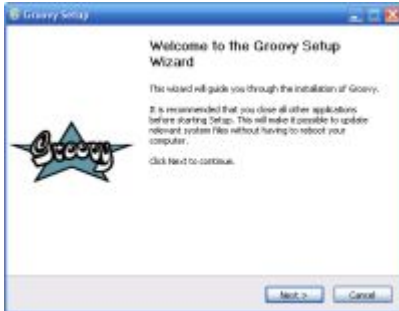 Groovy Setup
Welcome to the Groovy Setup
Wizard
This wizard will guide you through the installation of Groovy.
It is recommended that you close all other applications
before starting Setup. This will make it possible to update
relevant system files without having to reboot your
computer.
Click Next to continue.
Groovy
Next >
Cancel